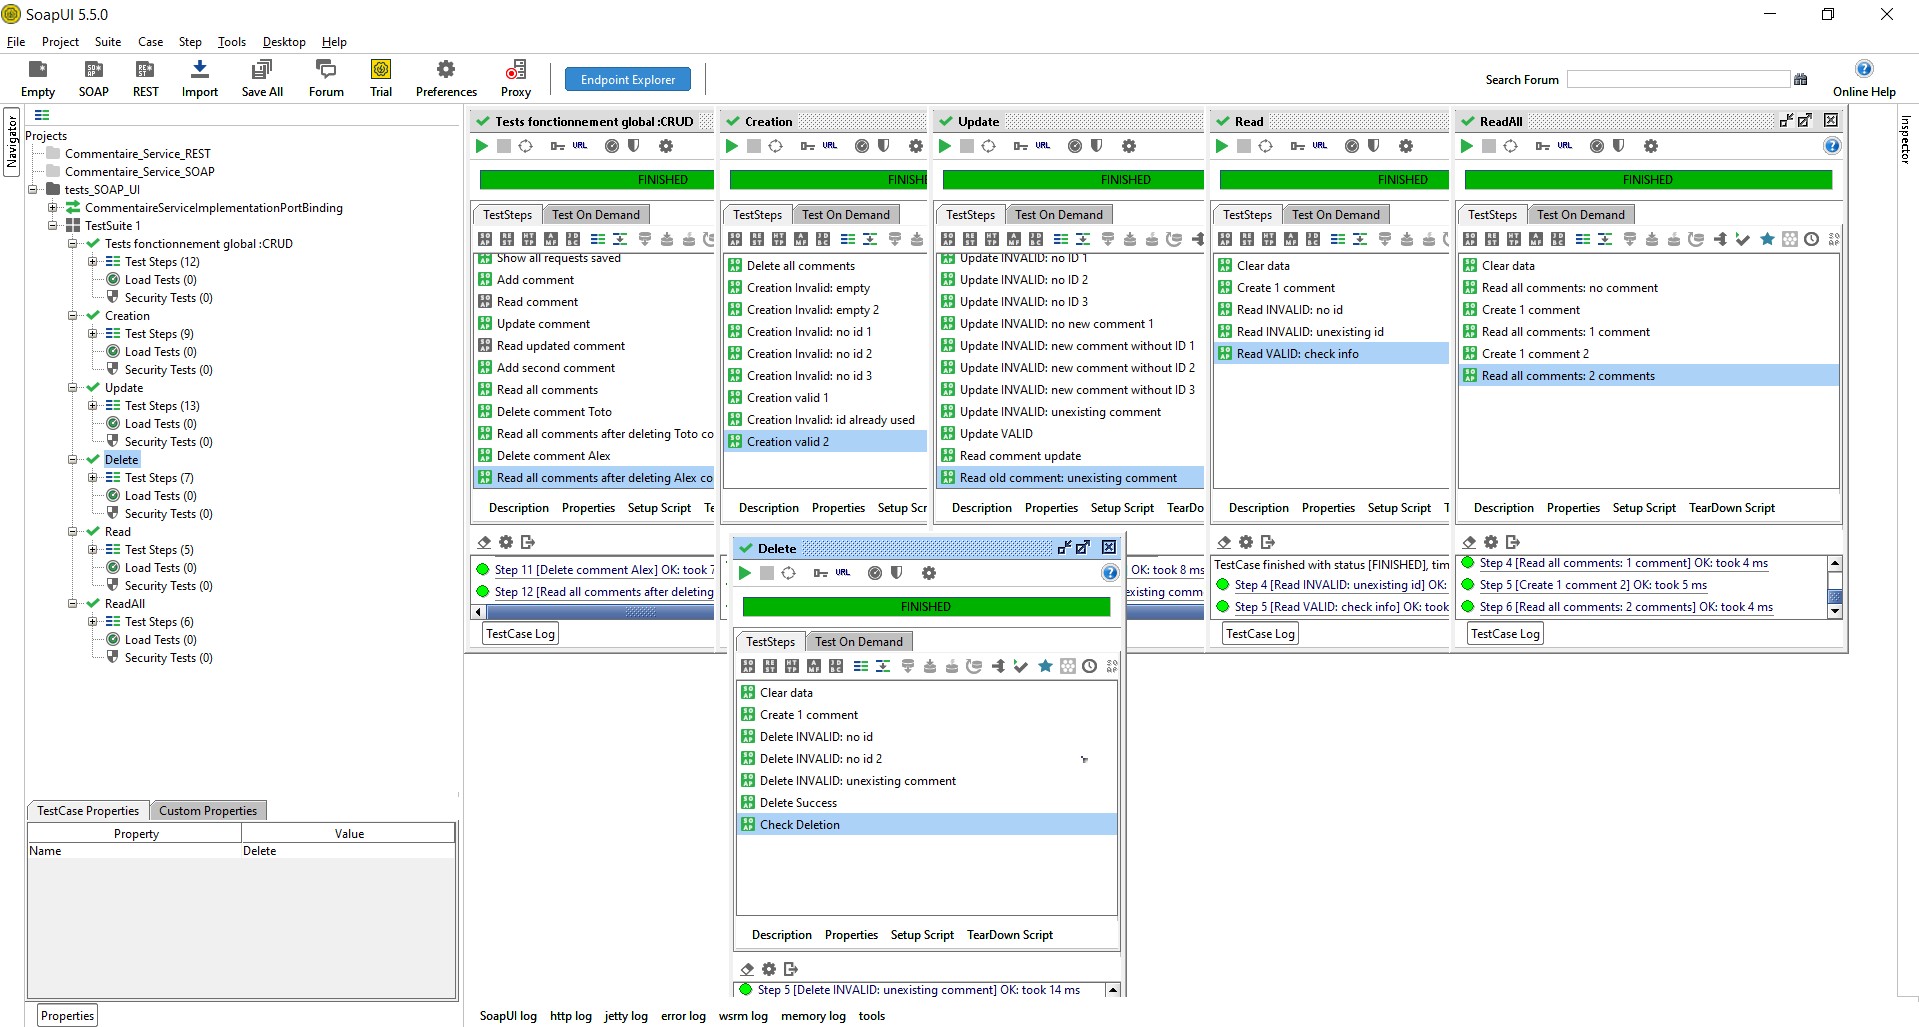 SoapUI 5.5.0
File Project Suite Case Step Tools Desktop Help
Empty SOAP REST Import Save All Forum Trial Preferences Proxy Endpoint Explorer Search Forum Online Help
Navigator
Inspector
Projects
Commentaire_Service_REST
Commentaire_Service_SOAP
tests_SOAP_UI
CommentaireServiceImplementationPortBinding
TestSuite 1
Tests fonctionnement global :CRUD
Test Steps (12)
Load Tests (0)
Security Tests (0)
Creation
Test Steps (9)
Load Tests (0)
Security Tests (0)
Update
Test Steps (13)
Load Tests (0)
Security Tests (0)
Delete
Test Steps (7)
Load Tests (0)
Security Tests (0)
Read
Test Steps (5)
Load Tests (0)
Security Tests (0)
ReadAll
Test Steps (6)
Load Tests (0)
Security Tests (0)
TestCase Properties Custom Properties
Property Value
Name Delete
Properties
Tests fonctionnement global :CRUD
URL
FINISHED
TestSteps Test On Demand
Show all requests saved
Add comment
Read comment
Update comment
Read updated comment
Add second comment
Read all comments
Delete comment Toto
Read all comments after deleting Toto co
Delete comment Alex
Read all comments after deleting Alex co
Description Properties Setup Script Te
Step 11 [Delete comment Alex] OK: took 7
Step 12 [Read all comments after deleting
TestCase Log
Creation
URL
FINISH
TestSteps Test On Demand
Delete all comments
Creation Invalid: empty
Creation Invalid: empty 2
Creation Invalid: no id 1
Creation Invalid: no id 2
Creation Invalid: no id 3
Creation valid 1
Creation Invalid: id already used
Creation valid 2
Description Properties Setup Scr
Update
URL
FINISHED
TestSteps Test On Demand
Update INVALID: no ID 1
Update INVALID: no ID 2
Update INVALID: no ID 3
Update INVALID: no new comment 1
Update INVALID: new comment without ID 1
Update INVALID: new comment without ID 2
Update INVALID: new comment without ID 3
Update INVALID: unexisting comment
Update VALID
Read comment update
Read old comment: unexisting comment
Description Properties Setup Script TearDo
OK: took 8 ms
existing comm
Read
URL
FINISHED
TestSteps Test On Demand
Clear data
Create 1 comment
Read INVALID: no id
Read INVALID: unexisting id
Read VALID: check info
Description Properties Setup Script T
TestCase finished with status [FINISHED], tim
Step 4 [Read INVALID: unexisting id] OK:
Step 5 [Read VALID: check info] OK: took
TestCase Log
ReadAll
URL
FINISHED
TestSteps Test On Demand
Clear data
Read all comments: no comment
Create 1 comment
Read all comments: 1 comment
Create 1 comment 2
Read all comments: 2 comments
Description Properties Setup Script TearDown Script
Step 4 [Read all comments: 1 comment] OK: took 4 ms
Step 5 [Create 1 comment 2] OK: took 5 ms
Step 6 [Read all comments: 2 comments] OK: took 4 ms
TestCase Log
Delete
URL
FINISHED
TestSteps Test On Demand
Clear data
Create 1 comment
Delete INVALID: no id
Delete INVALID: no id 2
Delete INVALID: unexisting comment
Delete Success
Check Deletion
Description Properties Setup Script TearDown Script
Step 5 [Delete INVALID: unexisting comment] OK: took 14 ms
SoapUI log http log jetty log error log wsrm log memory log tools